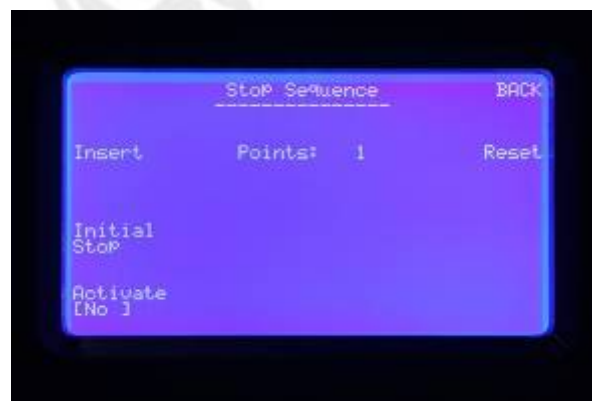 Stop Sequence BACK
Insert Points: 1 Reset
Initial
Stop
Activate
[No ]